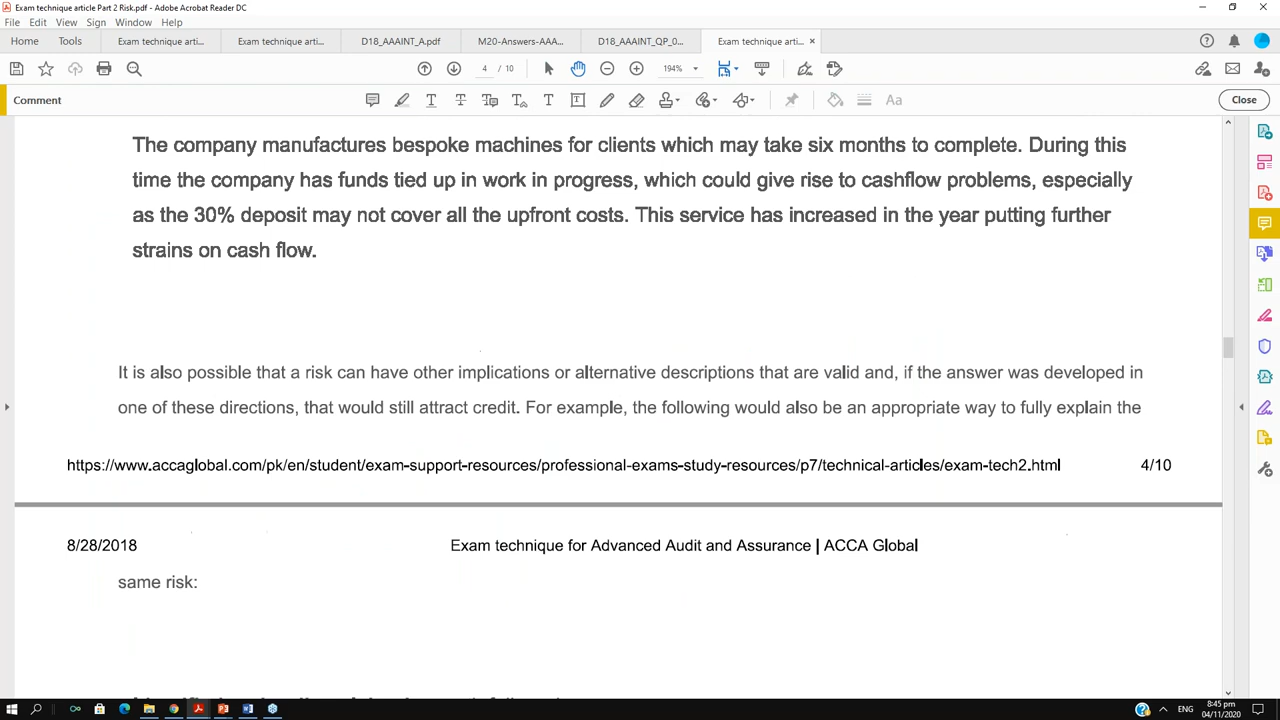 Exam technique article Part 2 Risk.pdf - Adobe Acrobat Reader DC
File Edit View Sign Window Help
Home Tools Exam technique arti... Exam technique arti... D18_AAAINT_A.pdf M20-Answers-AAA... D18_AAAINT_QP_0... Exam technique arti... ×
4 / 10 194%
Comment Aa Close
The company manufactures bespoke machines for clients which may take six months to complete. During this
time the company has funds tied up in work in progress, which could give rise to cashflow problems, especially
as the 30% deposit may not cover all the upfront costs. This service has increased in the year putting further
strains on cash flow.
It is also possible that a risk can have other implications or alternative descriptions that are valid and, if the answer was developed in
one of these directions, that would still attract credit. For example, the following would also be an appropriate way to fully explain the
https://www.accaglobal.com/pk/en/student/exam-support-resources/professional-exams-study-resources/p7/technical-articles/exam-tech2.html 4/10
8/28/2018 Exam technique for Advanced Audit and Assurance | ACCA Global
same risk:
ENG 8:45 pm
04/11/2020